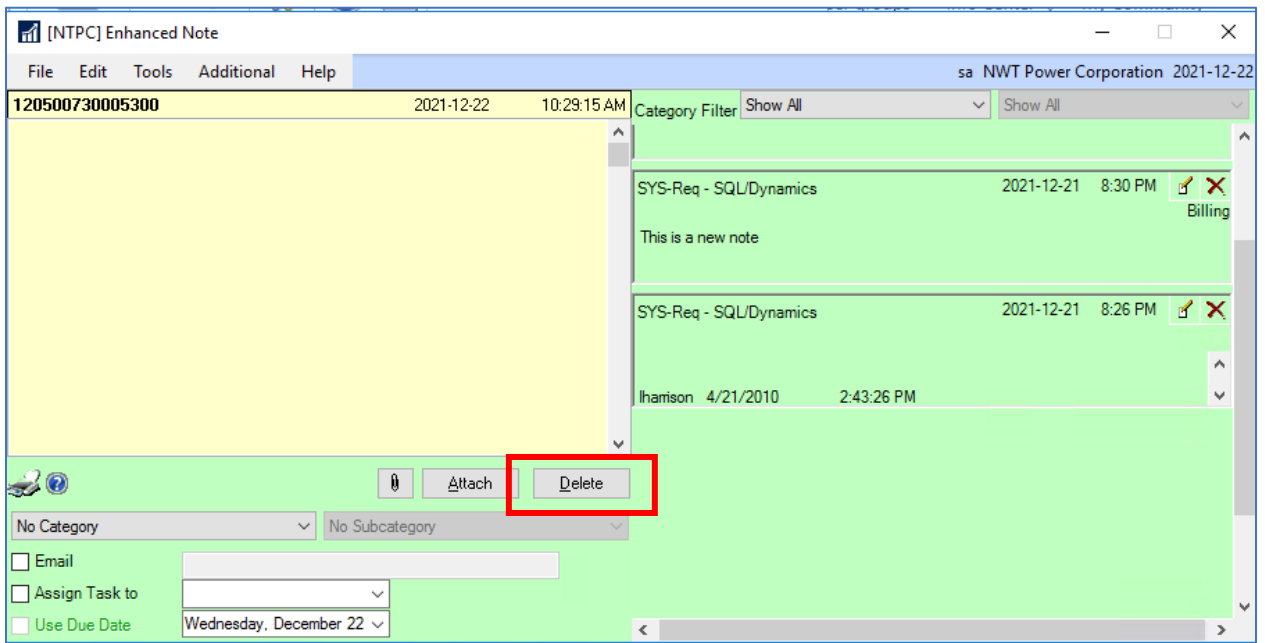 [NTPC] Enhanced Note
File Edit Tools Additional Help
sa NWT Power Corporation 2021-12-22
120500730005300 2021-12-22 10:29:15 AM
Category Filter Show All Show All
SYS-Req - SQL/Dynamics 2021-12-21 8:30 PM
Billing
This is a new note
SYS-Req - SQL/Dynamics 2021-12-21 8:26 PM
lharrison 4/21/2010 2:43:26 PM
Attach Delete
No Category No Subcategory
Email
Assign Task to
Use Due Date Wednesday, December 22